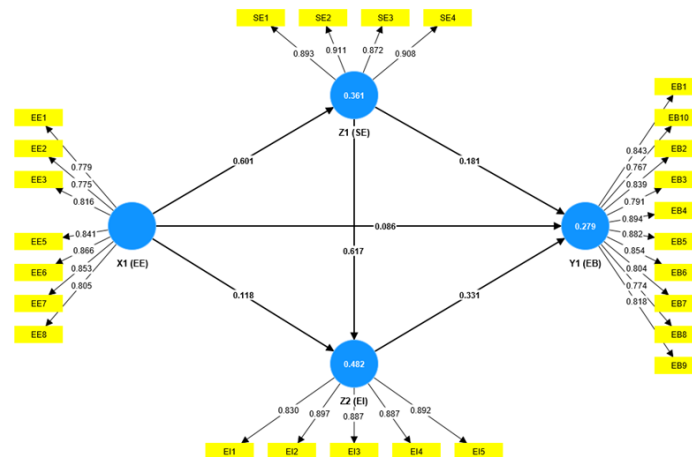 SE1 SE2 SE3 SE4
0.893 0.911 0.872 0.908
0.361
Z1 (SE)
EE1
EE2
EE3
EE5
EE6
EE7
EE8
0.779
0.775
0.816
0.841
0.866
0.853
0.805
X1 (EE)
0.601
0.181
0.086
0.617
0.118
0.331
EB1
EB10
EB2
EB3
EB4
EB5
EB6
EB7
EB8
EB9
0.843
0.767
0.839
0.791
0.894
0.882
0.854
0.804
0.774
0.818
0.279
Y1 (EB)
0.482
Z2 (EI)
0.830 0.897 0.887 0.887 0.892
EI1 EI2 EI3 EI4 EI5